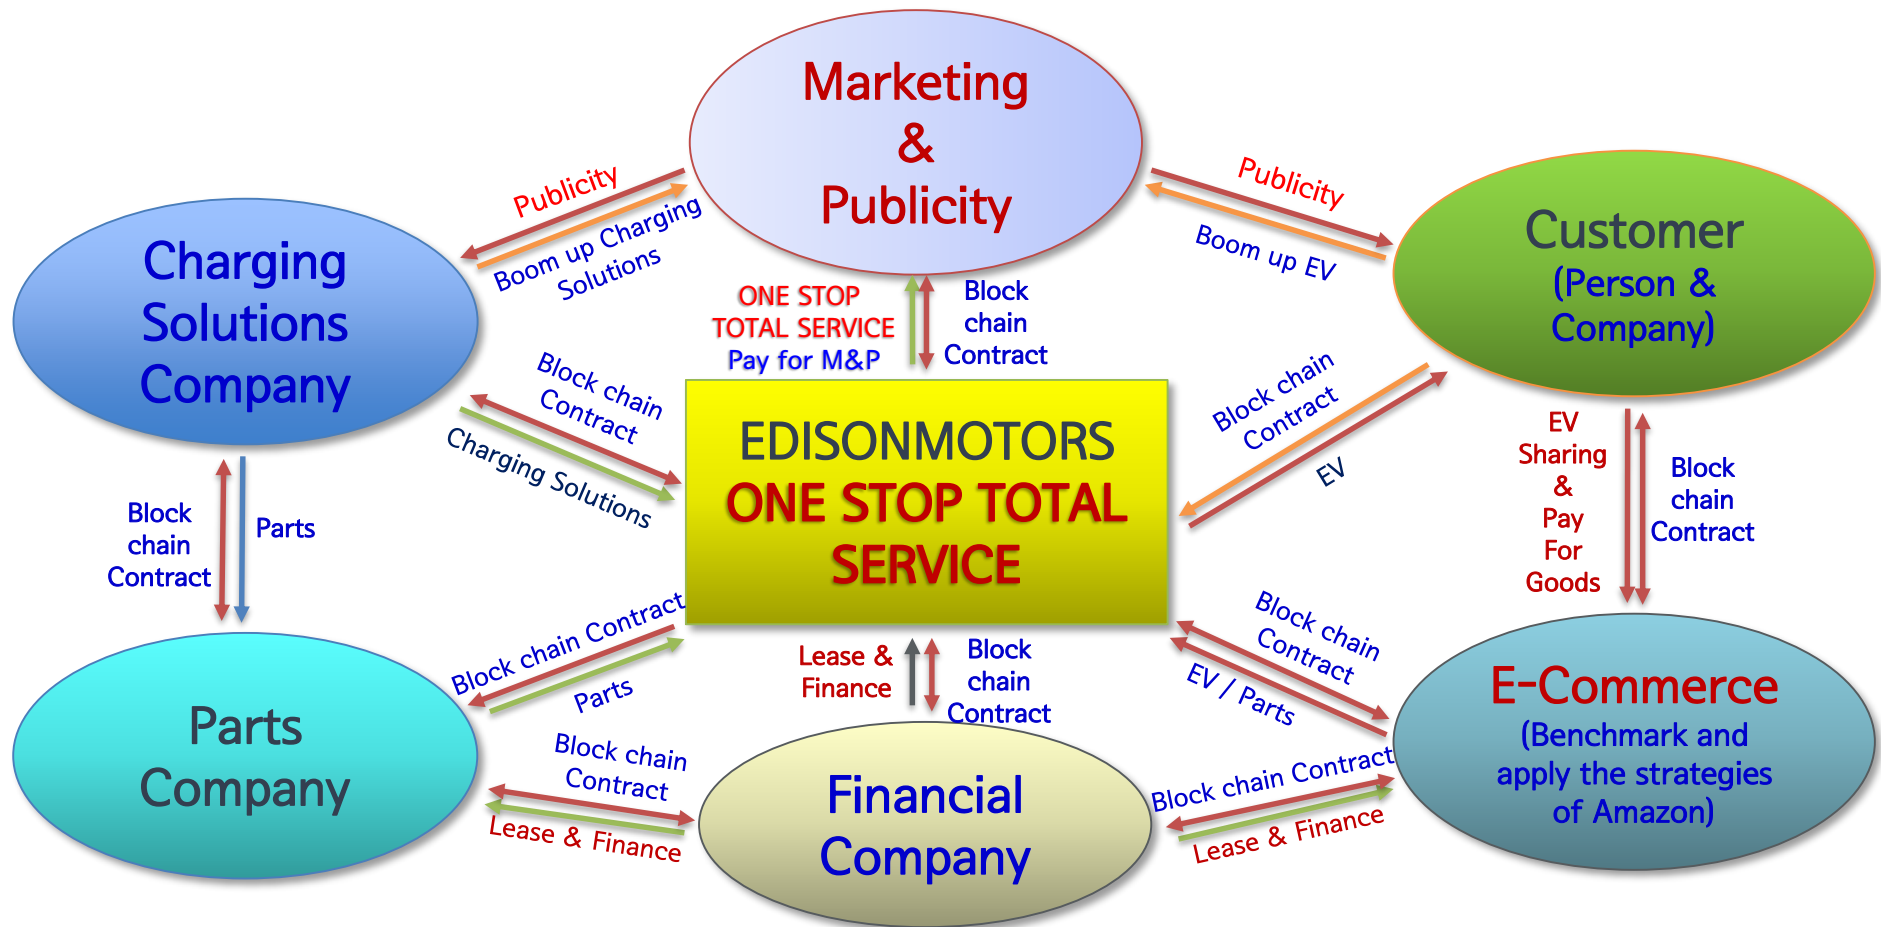 Marketing
&
Publicity
Publicity
Boom up Charging
Solutions
Publicity
Boom up EV
Charging
Solutions
Company
Customer
(Person &
Company)
ONE STOP
TOTAL SERVICE
Pay for M&P
Block
chain
Contract
Block chain
Contract
Charging Solutions
Block chain
Contract
EV
EDISONMOTORS
ONE STOP TOTAL
SERVICE
EV
Sharing
&
Pay
For
Goods
Block
chain
Contract
Block
chain
Contract
Parts
Block chain Contract
Parts
Lease &
Finance
Block
chain
Contract
Block chain
Contract
EV / Parts
Parts
Company
Block chain
Contract
Lease & Finance
Financial
Company
Block chain Contract
Lease & Finance
E-Commerce
(Benchmark and
apply the strategies
of Amazon)